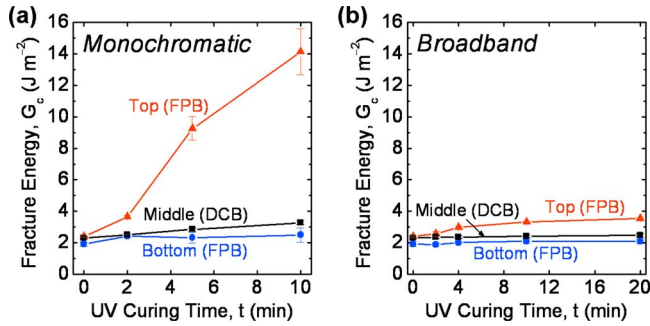 (a)
Monochromatic
Fracture Energy, G_c (J m⁻²)
16
14
12
10
8
6
4
2
0
Top (FPB)
Middle (DCB)
Bottom (FPB)
0 2 4 6 8 10
UV Curing Time, t (min)
(b)
Broadband
Fracture Energy, G_c (J m⁻²)
16
14
12
10
8
6
4
2
0
Middle (DCB)
Top (FPB)
Bottom (FPB)
0 4 8 12 16 20
UV Curing Time, t (min)